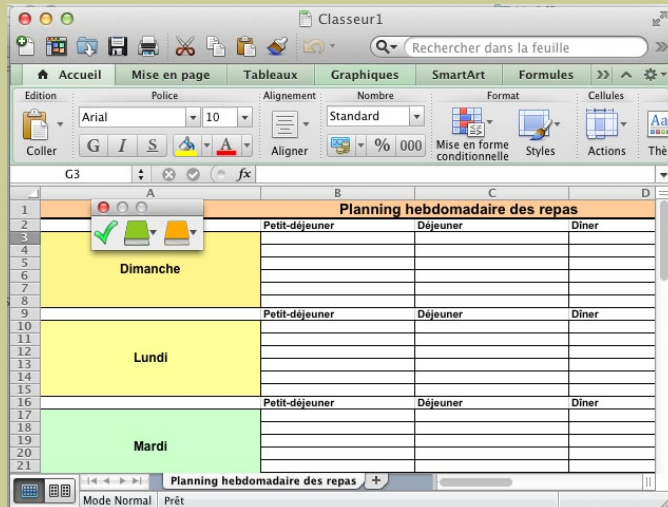 Classeur1
Rechercher dans la feuille
Accueil Mise en page Tableaux Graphiques SmartArt Formules
Edition Police Alignement Nombre Format Cellules
Coller Arial 10 Aligner Standard Mise en forme conditionnelle Styles Actions Thè
G I S A % 000 Aa
G3 fx
A B C D
1 Planning hebdomadaire des repas
2 Petit-déjeuner Déjeuner Dîner
3
4
5
Dimanche
6
7
8
9 Petit-déjeuner Déjeuner Dîner
10
11
12
Lundi
13
14
15
16 Petit-déjeuner Déjeuner Dîner
17
18
19
Mardi
20
21
Planning hebdomadaire des repas +
Mode Normal Prêt